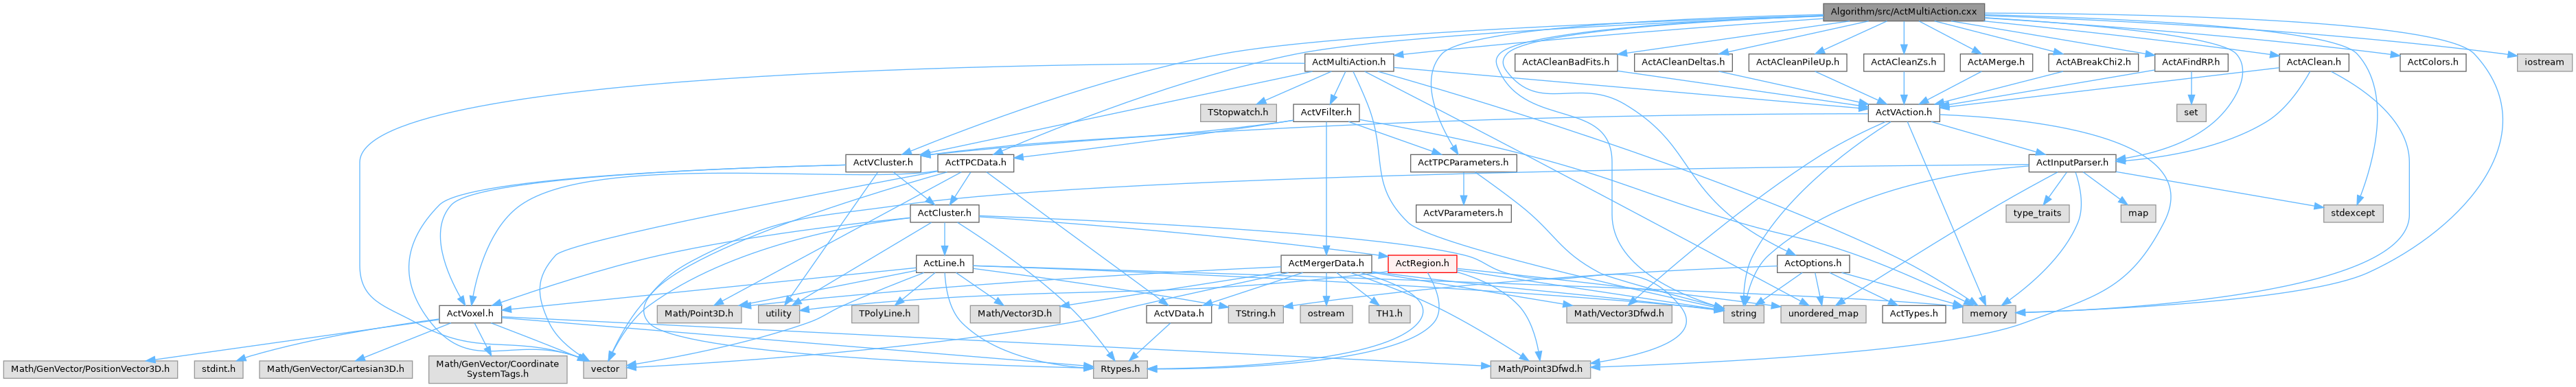 Algorithm/src/ActMultiAction.cxx
ActMultiAction.h
ActACleanBadFits.h
ActACleanDeltas.h
ActACleanPileUp.h
ActACleanZs.h
ActAMerge.h
ActABreakChi2.h
ActAFindRP.h
ActAClean.h
ActColors.h
iostream
TStopwatch.h
ActVFilter.h
ActVAction.h
set
ActVCluster.h
ActTPCData.h
ActTPCParameters.h
ActInputParser.h
ActCluster.h
ActVParameters.h
type_traits
map
stdexcept
ActLine.h
ActMergerData.h
ActRegion.h
ActOptions.h
ActVoxel.h
Math/Point3D.h
utility
TPolyLine.h
Math/Vector3D.h
ActVData.h
TString.h
ostream
TH1.h
Math/Vector3Dfwd.h
string
unordered_map
ActTypes.h
memory
Math/GenVector/PositionVector3D.h
stdint.h
Math/GenVector/Cartesian3D.h
Math/GenVector/Coordinate
SystemTags.h
vector
Rtypes.h
Math/Point3Dfwd.h